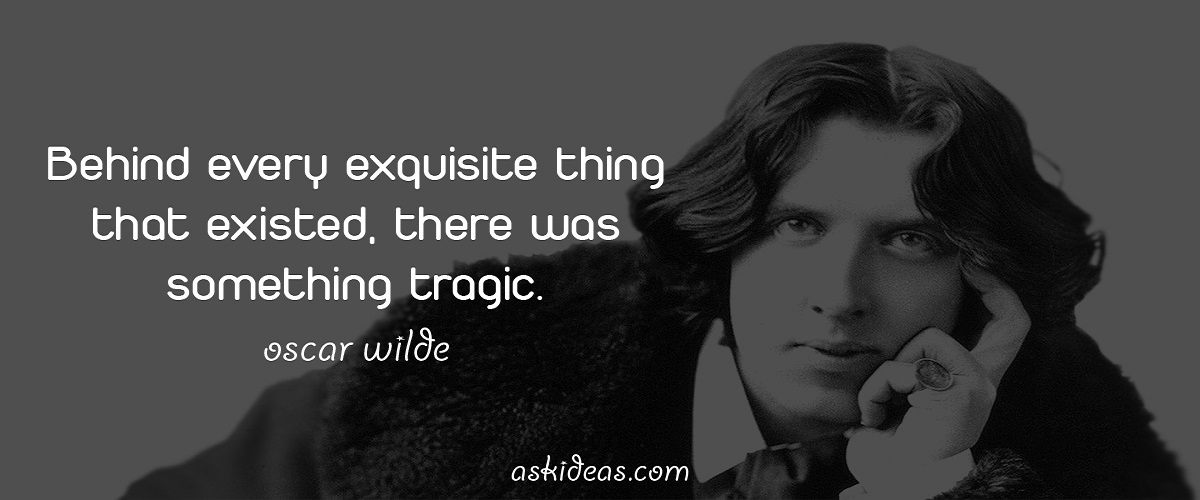 Behind every exquisite thing
that existed, there was
something tragic.
oscar wilde
askideas.com